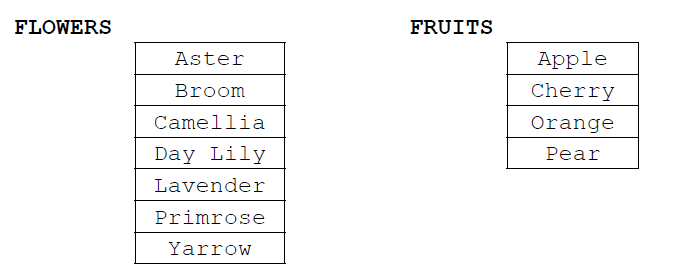 FLOWERS
Aster
Broom
Camellia
Day Lily
Lavender
Primrose
Yarrow
FRUITS
Apple
Cherry
Orange
Pear